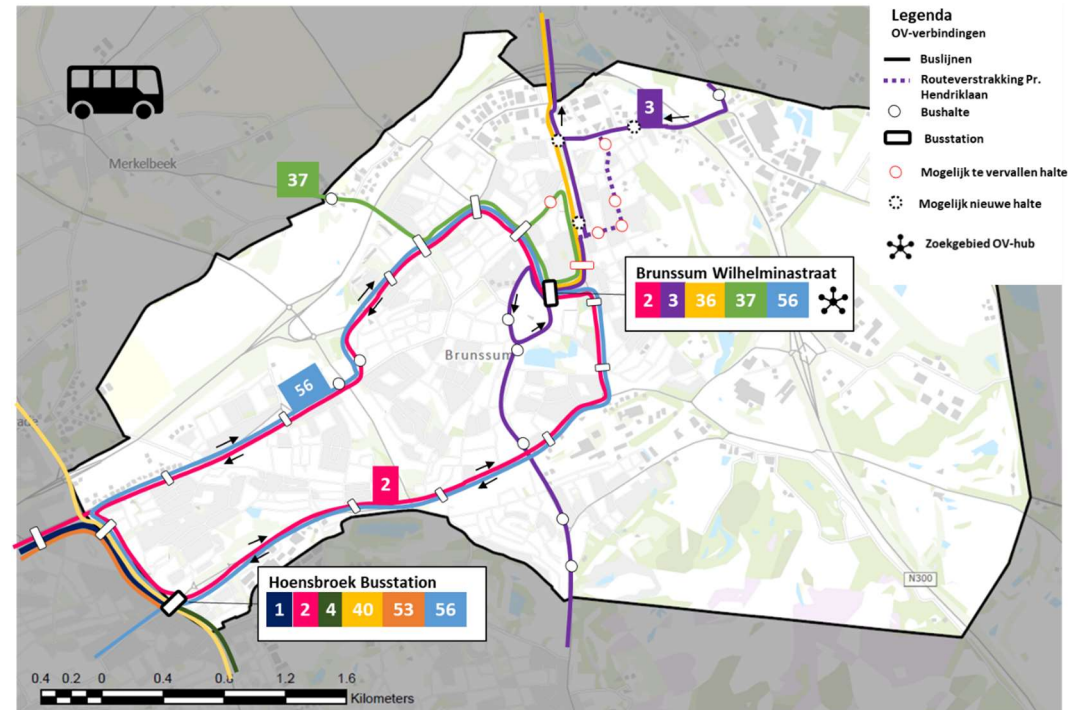 Legenda
OV-verbindingen
Buslijnen
Routeverstrakking Pr.
Hendriklaan
Bushalte
Busstation
Mogelijk te vervallen halte
Mogelijk nieuwe halte
Zoekgebied OV-hub
3
Merkelbeek
37
Brunssum Wilhelminastraat
2 3 36 37 56
Brunssum
56
ade
2
Hoensbroek Busstation
1 2 4 40 53 56
N300
0.4 0.2 0 0.4 0.8 1.2 1.6
Kilometers